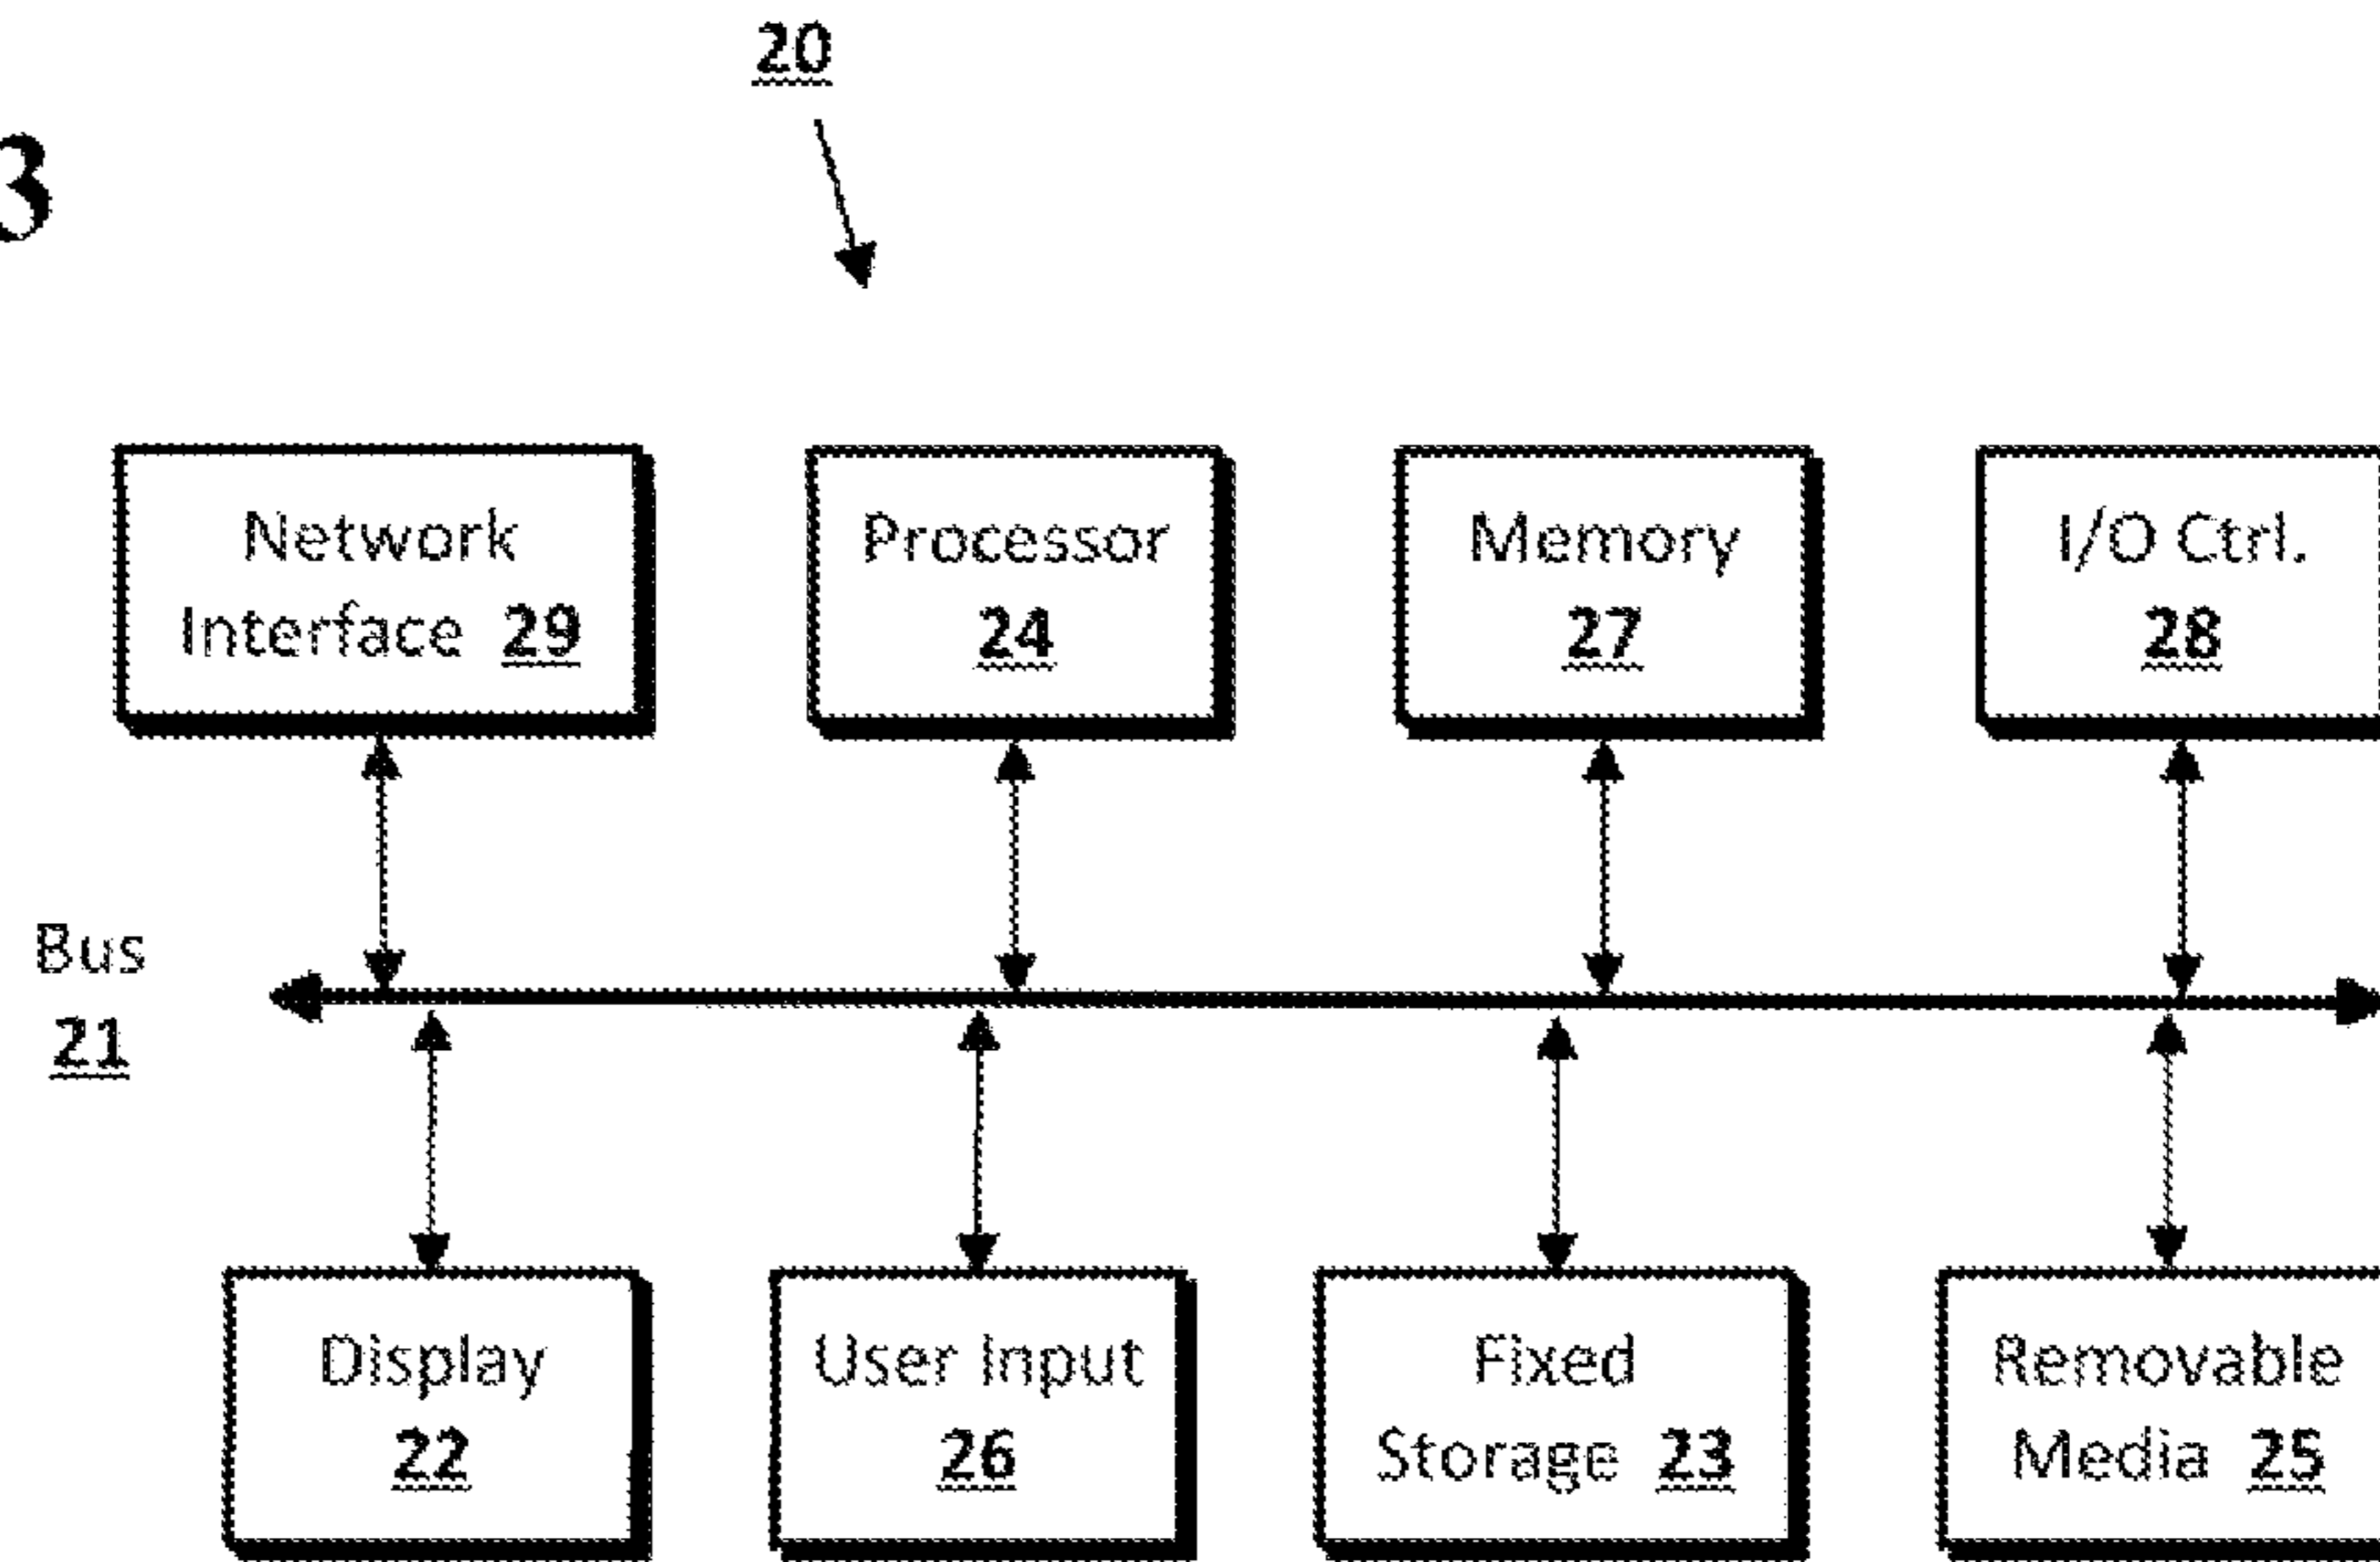 20
3
Network
Interface 29
Processor
24
Memory
27
I/O Ctrl.
28
Bus
21
Display
22
User Input
26
Fixed
Storage 23
Removable
Media 25